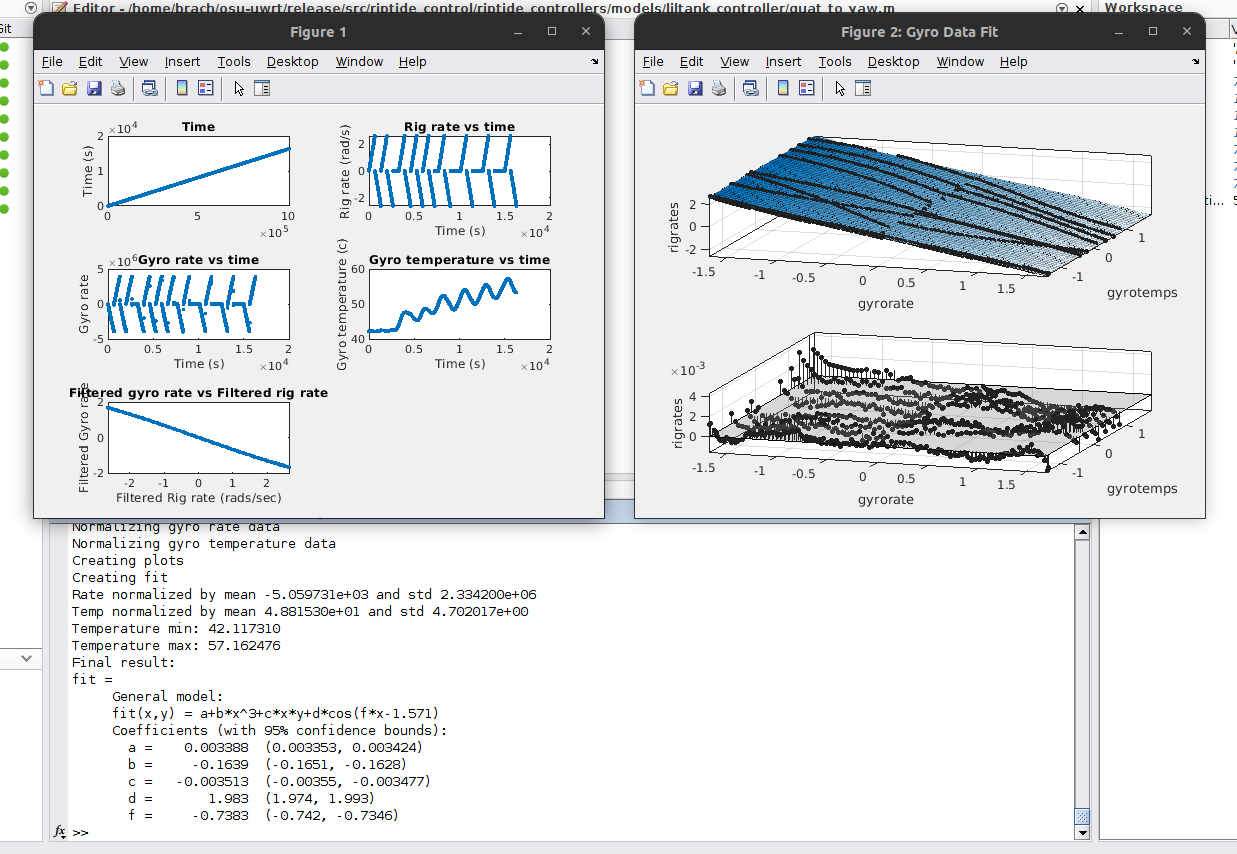 Editor - /home/brach/osu-uwrt/release/src/riptide_control/riptide_controllers/models/liltank_controller/quat_to_yaw.m
Workspace
Git
Figure 1
File Edit View Insert Tools Desktop Window Help
Time
×10^4
2
1
0
Time (s)
0 5 10
×10^5
Rig rate vs time
Rig rate (rad/s)
2
0
-2
0 0.5 1 1.5 2
Time (s) ×10^4
Gyro rate vs time
×10^6
5
0
-5
Gyro rate
0 0.5 1 1.5 2
Time (s) ×10^4
Gyro temperature vs time
Gyro temperature (c)
60
50
40
0 0.5 1 1.5 2
Time (s) ×10^4
Filtered gyro rate vs Filtered rig rate
Filtered Gyro rate
2
0
-2
-2 -1 0 1 2
Filtered Rig rate (rads/sec)
Figure 2: Gyro Data Fit
File Edit View Insert Tools Desktop Window Help
rigrates
2
0
-2
-1.5 -1 -0.5 0 0.5 1 1.5
gyrorate
-1 0 1
gyrotemps
×10^-3
rigrates
4
2
0
-1.5 -1 -0.5 0 0.5 1 1.5
gyrorate
-1 0 1
gyrotemps
Normalizing gyro rate data
Normalizing gyro temperature data
Creating plots
Creating fit
Rate normalized by mean -5.059731e+03 and std 2.334200e+06
Temp normalized by mean 4.881530e+01 and std 4.702017e+00
Temperature min: 42.117310
Temperature max: 57.162476
Final result:
fit =
General model:
fit(x,y) = a+b*x^3+c*x*y+d*cos(f*x-1.571)
Coefficients (with 95% confidence bounds):
a = 0.003388 (0.003353, 0.003424)
b = -0.1639 (-0.1651, -0.1628)
c = -0.003513 (-0.00355, -0.003477)
d = 1.983 (1.974, 1.993)
f = -0.7383 (-0.742, -0.7346)
fx >>